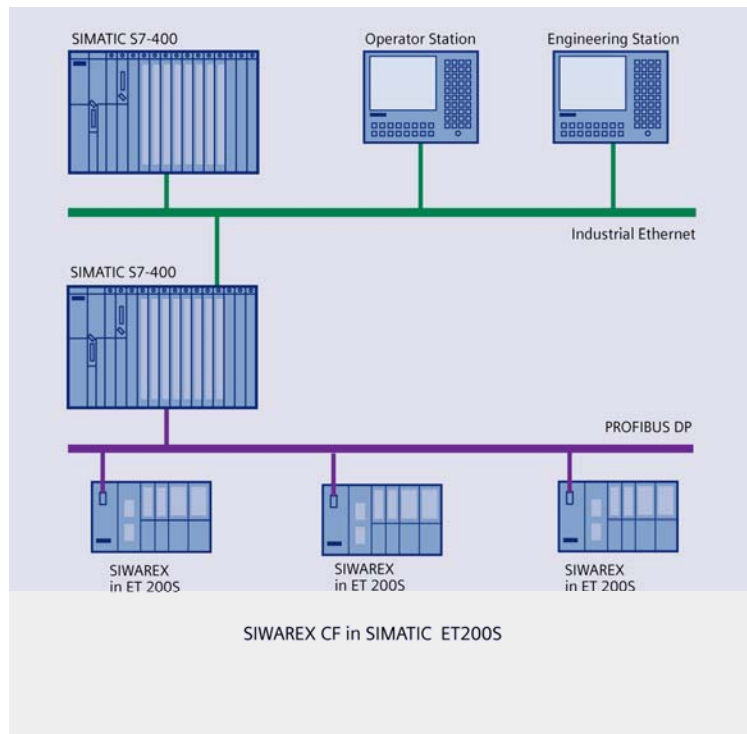 SIMATIC S7-400
Operator Station
Engineering Station
Industrial Ethernet
SIMATIC S7-400
PROFIBUS DP
SIWAREX
in ET 200S
SIWAREX
in ET 200S
SIWAREX
in ET 200S
SIWAREX CF in SIMATIC ET200S